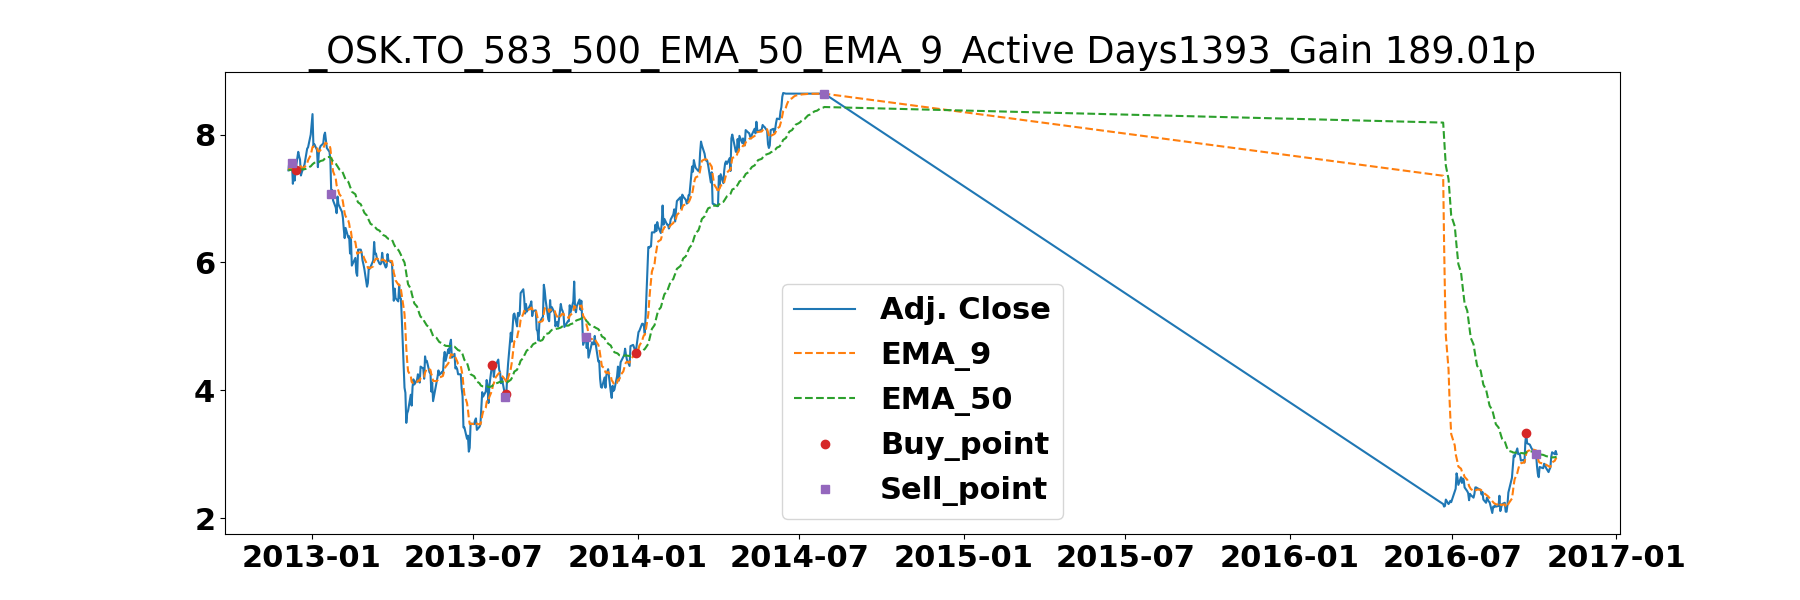 _OSK.TO_583_500_EMA_50_EMA_9_Active Days1393_Gain 189.01p
8
6
4
2
Adj. Close
EMA_9
EMA_50
Buy_point
Sell_point
2013-01 2013-07 2014-01 2014-07 2015-01 2015-07 2016-01 2016-07 2017-01